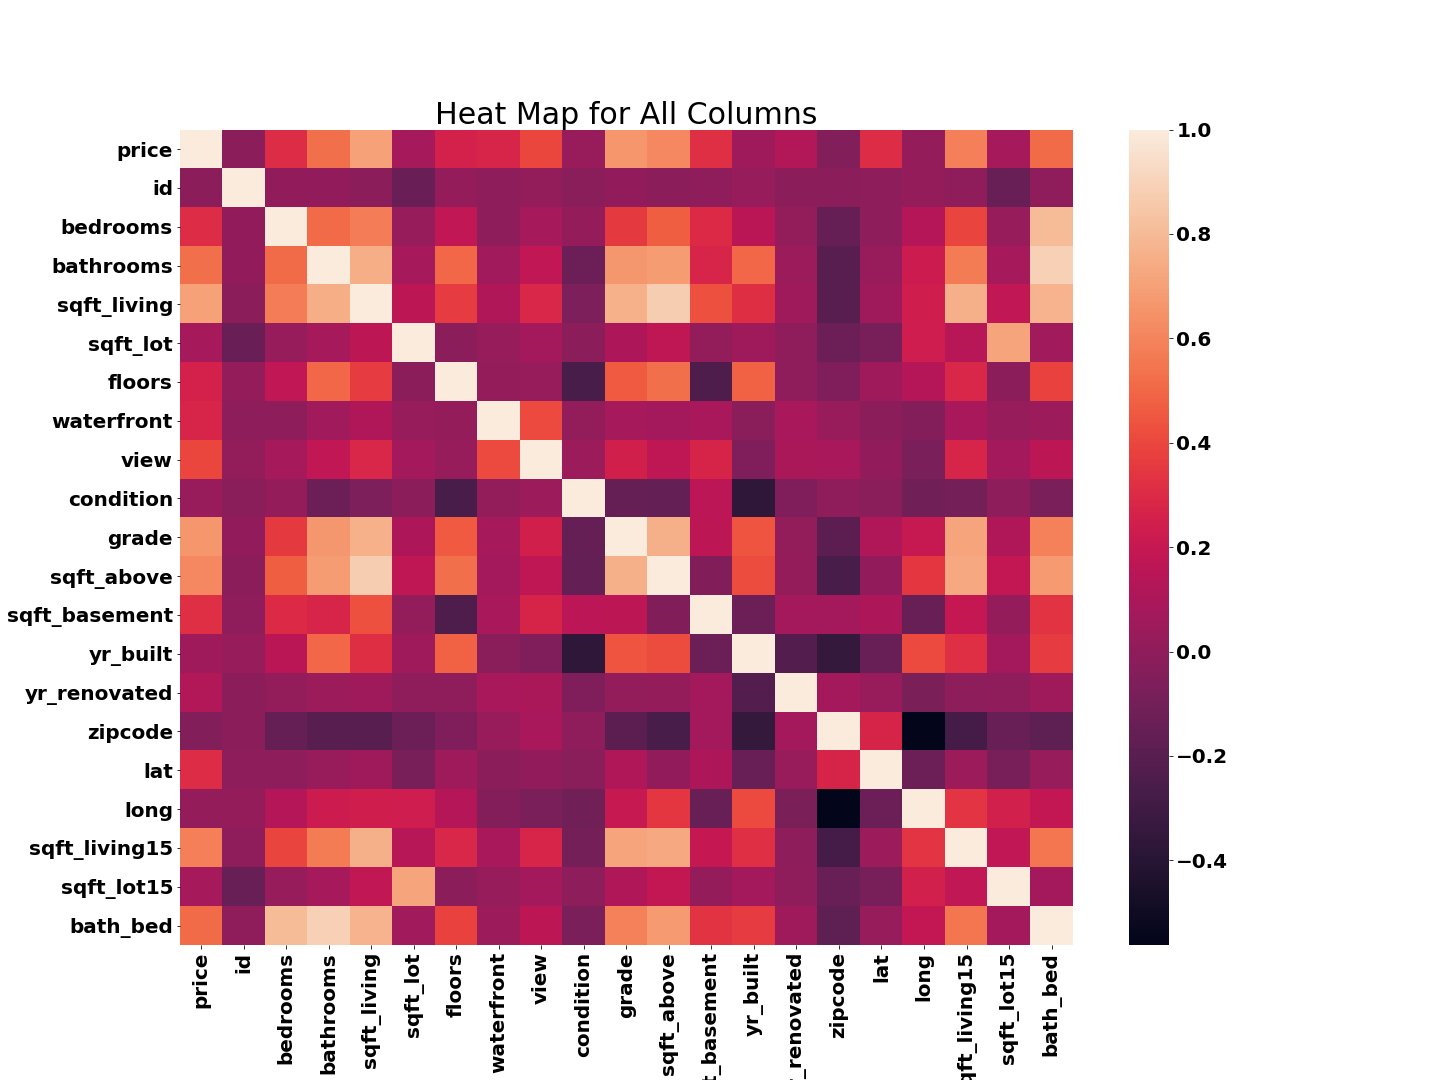 Heat Map for All Columns
price
id
bedrooms
bathrooms
sqft_living
sqft_lot
floors
waterfront
view
condition
grade
sqft_above
sqft_basement
yr_built
yr_renovated
zipcode
lat
long
sqft_living15
sqft_lot15
bath_bed
price
id
bedrooms
bathrooms
sqft_living
sqft_lot
floors
waterfront
view
condition
grade
sqft_above
t_basement
yr_built
r_renovated
zipcode
lat
long
qft_living15
sqft_lot15
bath_bed
1.0
0.8
0.6
0.4
0.2
0.0
−0.2
−0.4